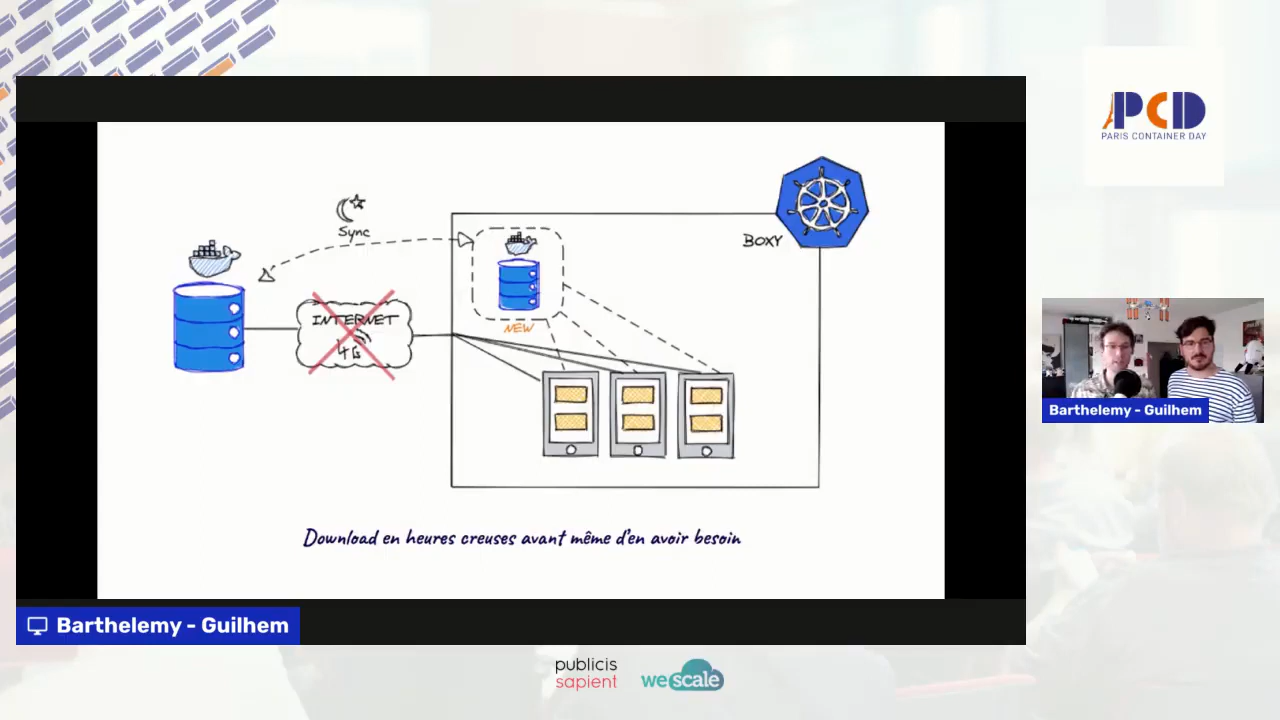 PCD
PARIS CONTAINER DAY
Sync
BOXY
INTERNET
4G
NEW
Download en heures creuses avant même d'en avoir besoin
Barthelemy - Guilhem
Barthelemy - Guilhem
publicis
sapient
wescale